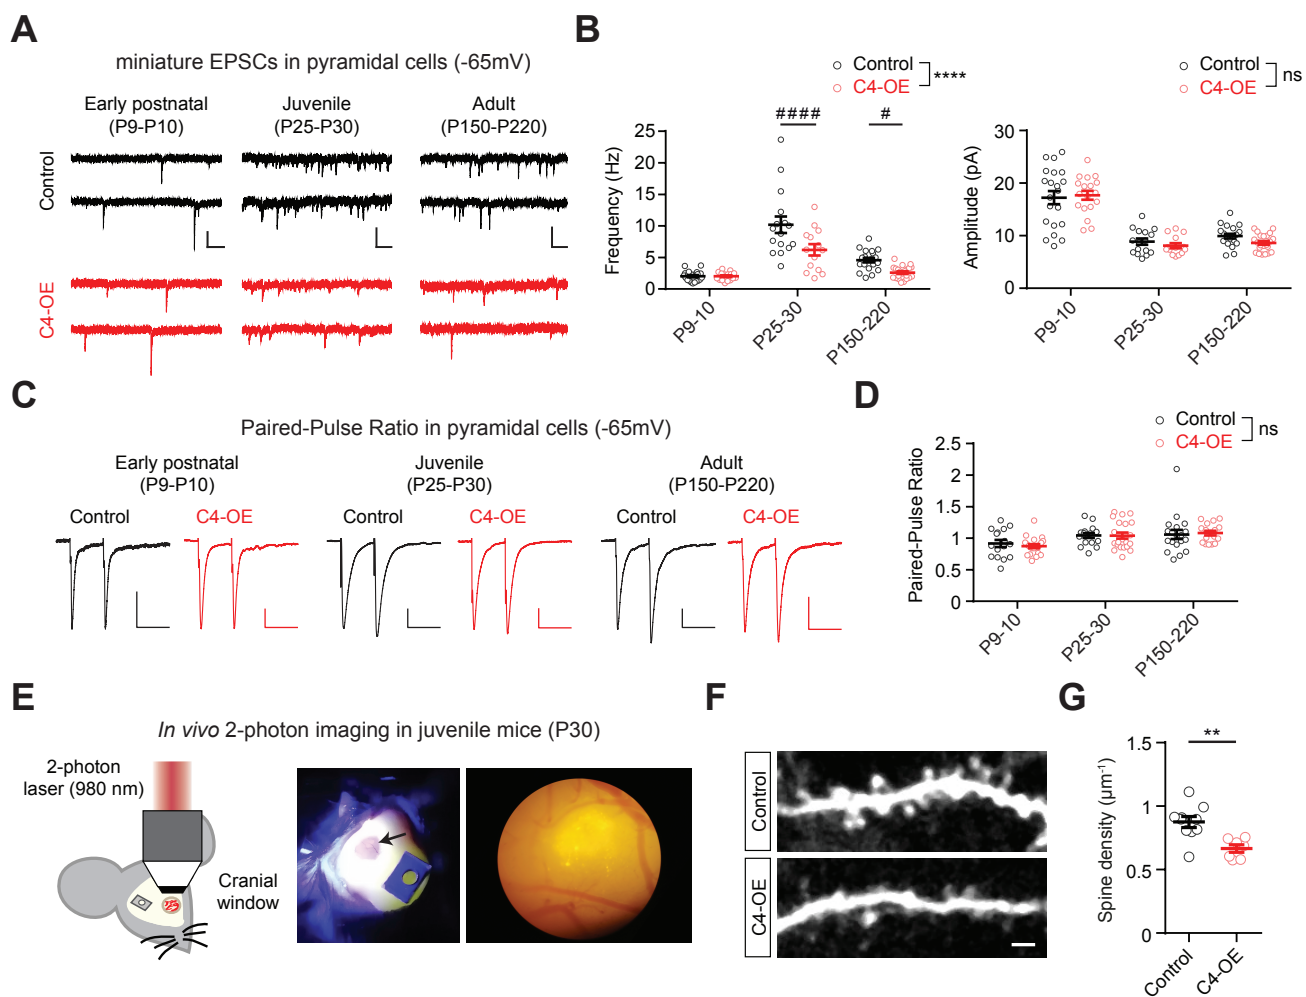 A
miniature EPSCs in pyramidal cells (-65mV)
Early postnatal
(P9-P10)
Juvenile
(P25-P30)
Adult
(P150-P220)
Control
C4-OE
B
Control
C4-OE
****
####
#
Frequency (Hz)
25
20
15
10
5
0
P9-10
P25-30
P150-220
Control
C4-OE
ns
Amplitude (pA)
30
20
10
0
P9-10
P25-30
P150-220
C
Paired-Pulse Ratio in pyramidal cells (-65mV)
Early postnatal
(P9-P10)
Juvenile
(P25-P30)
Adult
(P150-P220)
Control
C4-OE
Control
C4-OE
Control
C4-OE
D
Control
C4-OE
ns
Paired-Pulse Ratio
2.5
2
1.5
1
0.5
0
P9-10
P25-30
P150-220
E
In vivo 2-photon imaging in juvenile mice (P30)
2-photon
laser (980 nm)
Cranial
window
F
Control
C4-OE
G
**
Spine density (μm⁻¹)
1.5
1
0.5
0
Control
C4-OE